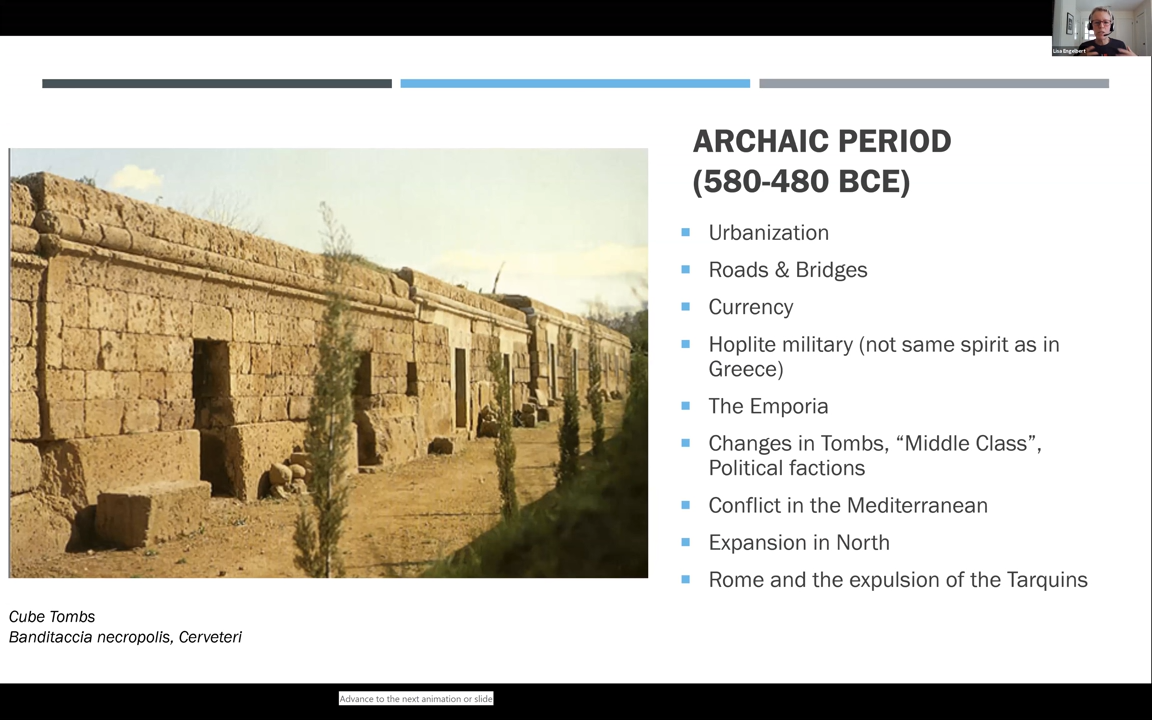 Lisa Engelbert
ARCHAIC PERIOD
(580-480 BCE)
Urbanization
Roads & Bridges
Currency
Hoplite military (not same spirit as in
Greece)
The Emporia
Changes in Tombs, “Middle Class”,
Political factions
Conflict in the Mediterranean
Expansion in North
Rome and the expulsion of the Tarquins
Cube Tombs
Banditaccia necropolis, Cerveteri
Advance to the next animation or slide